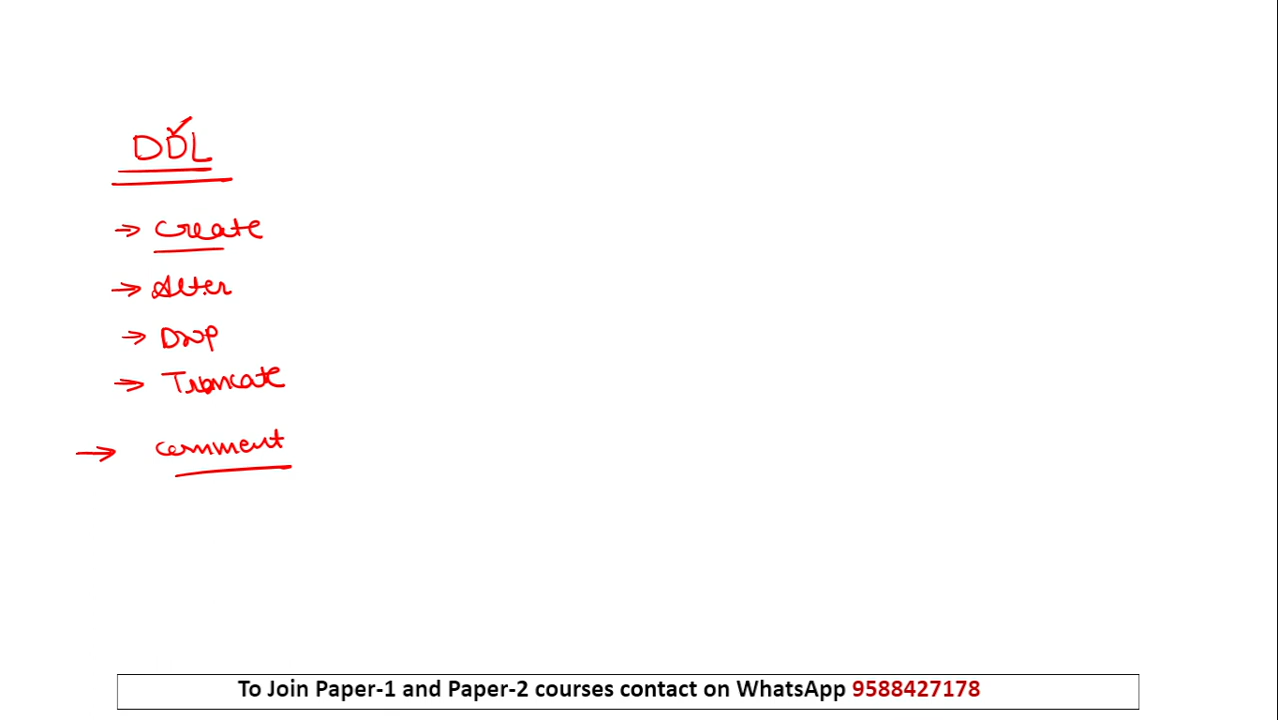 DDL
→ Create
→ Alter
→ Drop
→ Truncate
→ comment
To Join Paper-1 and Paper-2 courses contact on WhatsApp 9588427178